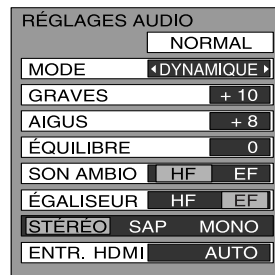 RÉGLAGES AUDIO
NORMAL
MODE DYNAMIQUE
GRAVES + 10
AIGUS + 8
ÉQUILIBRE 0
SON AMBIO HF EF
ÉGALISEUR HF EF
STÉRÉO SAP MONO
ENTR. HDMI AUTO